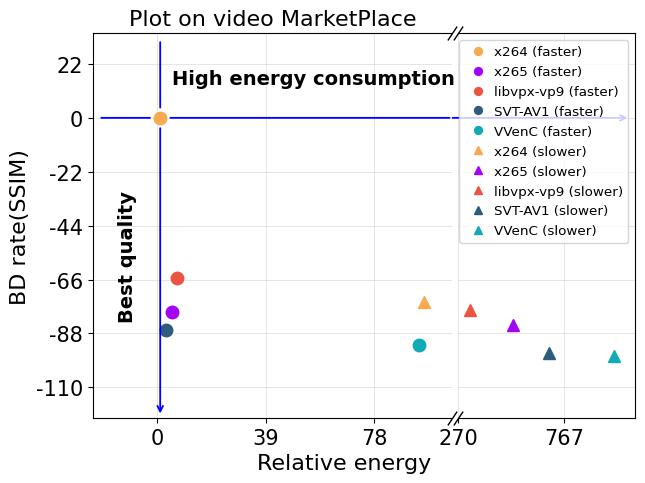 Plot on video MarketPlace
22
0
-22
-44
-66
-88
-110
BD rate(SSIM)
High energy consumption
Best quality
x264 (faster)
x265 (faster)
libvpx-vp9 (faster)
SVT-AV1 (faster)
VVenC (faster)
x264 (slower)
x265 (slower)
libvpx-vp9 (slower)
SVT-AV1 (slower)
VVenC (slower)
0 39 78 270 767
Relative energy